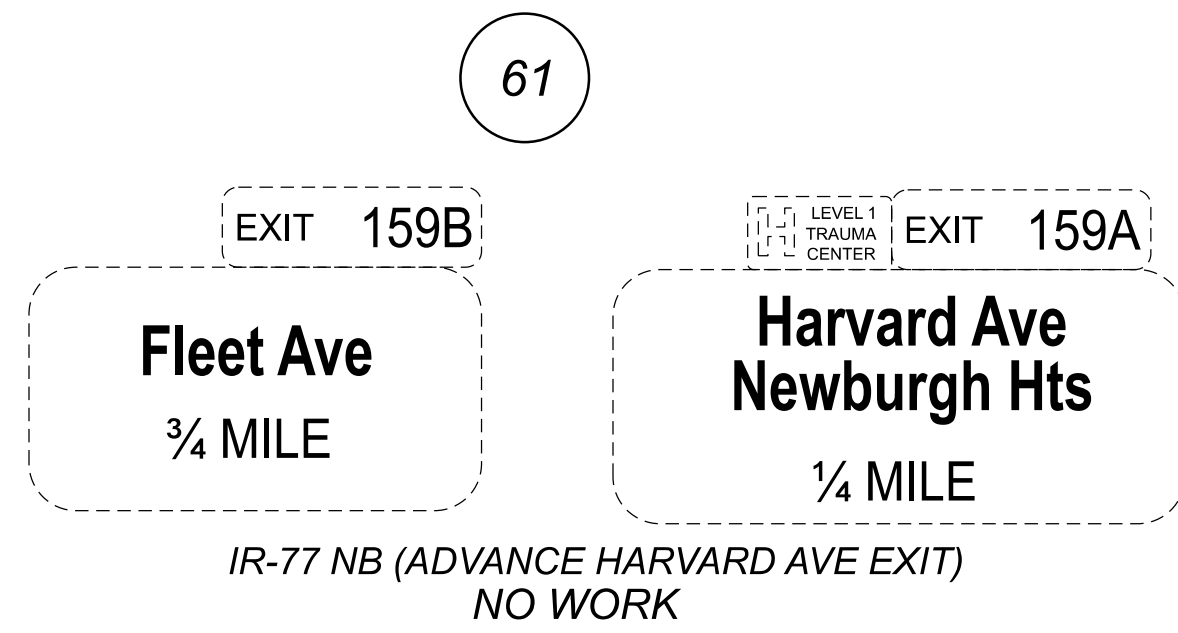 61
EXIT 159B
Fleet Ave
¾ MILE
H
LEVEL 1
TRAUMA
CENTER
EXIT 159A
Harvard Ave
Newburgh Hts
¼ MILE
IR-77 NB (ADVANCE HARVARD AVE EXIT)
NO WORK